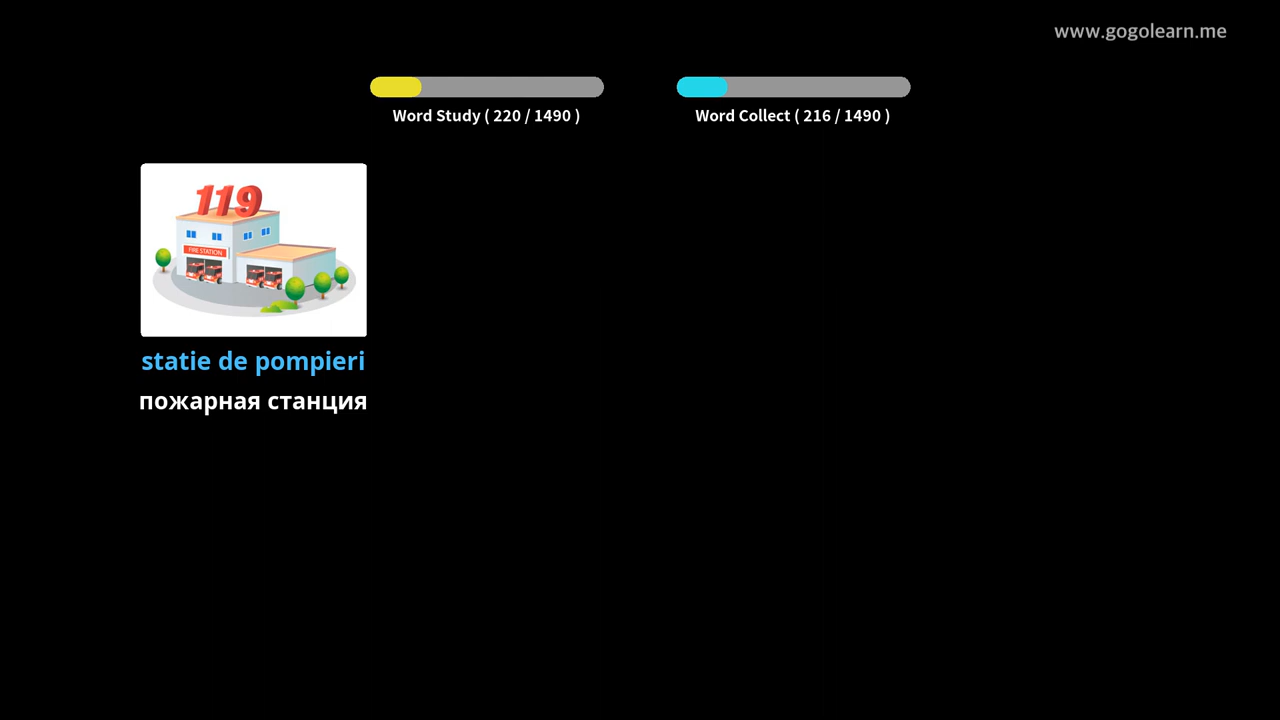 www.gogolearn.me
Word Study ( 220 / 1490 )
Word Collect ( 216 / 1490 )
119
FIRE STATION
statie de pompieri
пожарная станция